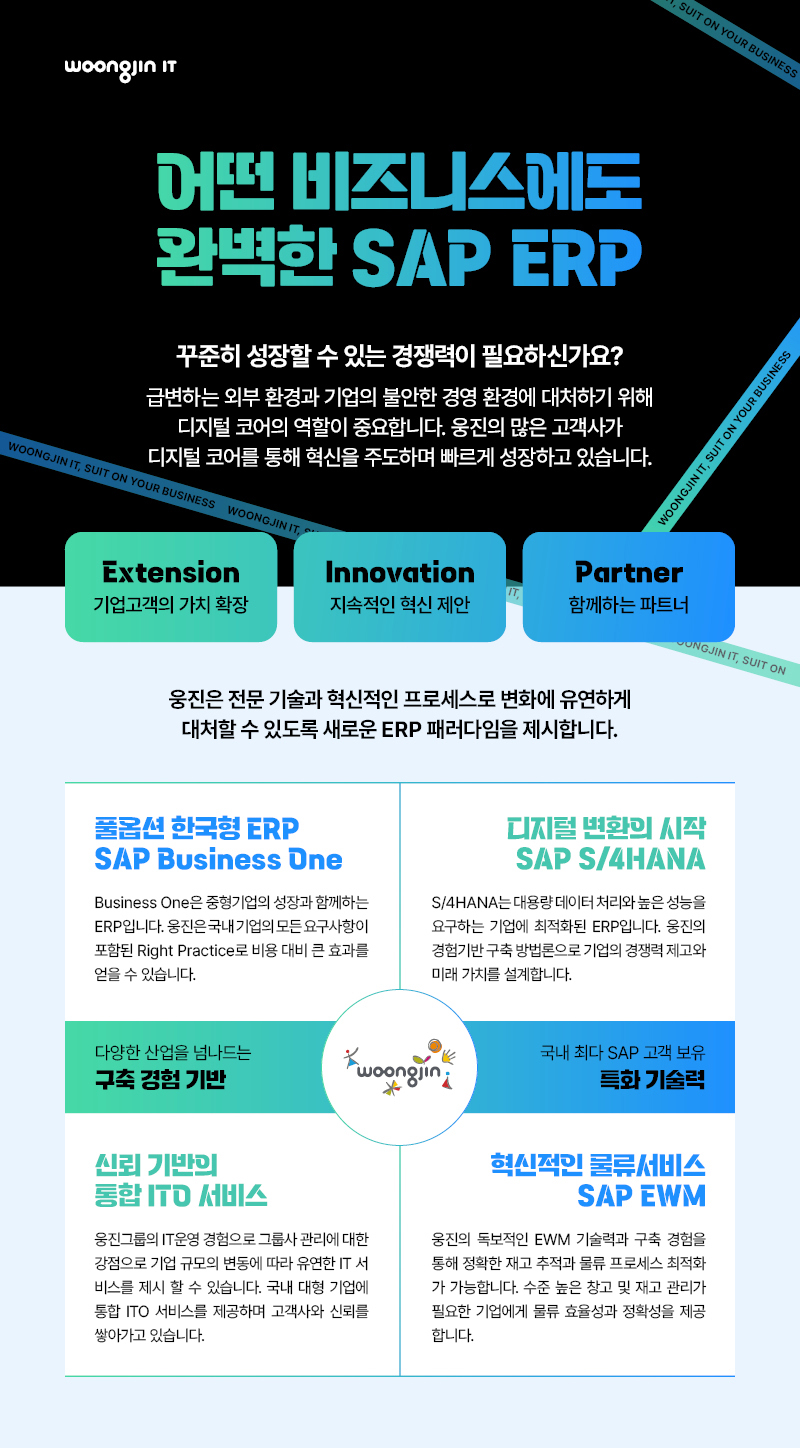 IT, SUIT ON YOUR BUSINESS
woongjin IT
어떤 비즈니스에도
완벽한 SAP ERP
꾸준히 성장할 수 있는 경쟁력이 필요하신가요?
급변하는 외부 환경과 기업의 불안한 경영 환경에 대처하기 위해
디지털 코어의 역할이 중요합니다. 웅진의 많은 고객사가
디지털 코어를 통해 혁신을 주도하며 빠르게 성장하고 있습니다.
WOONGJIN IT, SUIT ON YOUR BUSINESS
WOONGJIN IT, SUIT ON YOUR BUSINESS WOONGJIN IT, SU
Extension
기업고객의 가치 확장
Innovation
지속적인 혁신 제안
Partner
함께하는 파트너
IT,
OONGJIN IT, SUIT ON
웅진은 전문 기술과 혁신적인 프로세스로 변화에 유연하게
대처할 수 있도록 새로운 ERP 패러다임을 제시합니다.
풀옵션 한국형 ERP
SAP Business One
Business One은 중형기업의 성장과 함께하는
ERP입니다. 웅진은 국내 기업의 모든 요구사항이
포함된 Right Practice로 비용 대비 큰 효과를
얻을 수 있습니다.
디지털 변환의 시작
SAP S/4HANA
S/4HANA는 대용량 데이터 처리와 높은 성능을
요구하는 기업에 최적화된 ERP입니다. 웅진의
경험기반 구축 방법론으로 기업의 경쟁력 제고와
미래 가치를 설계합니다.
다양한 산업을 넘나드는
구축 경험 기반
woongjin
국내 최다 SAP 고객 보유
특화 기술력
신뢰 기반의
통합 ITO 서비스
웅진그룹의 IT운영 경험으로 그룹사 관리에 대한
강점으로 기업 규모의 변동에 따라 유연한 IT 서
비스를 제시 할 수 있습니다. 국내 대형 기업에
통합 ITO 서비스를 제공하며 고객사와 신뢰를
쌓아가고 있습니다.
혁신적인 물류서비스
SAP EWM
웅진의 독보적인 EWM 기술력과 구축 경험을
통해 정확한 재고 추적과 물류 프로세스 최적화
가 가능합니다. 수준 높은 창고 및 재고 관리가
필요한 기업에게 물류 효율성과 정확성을 제공
합니다.